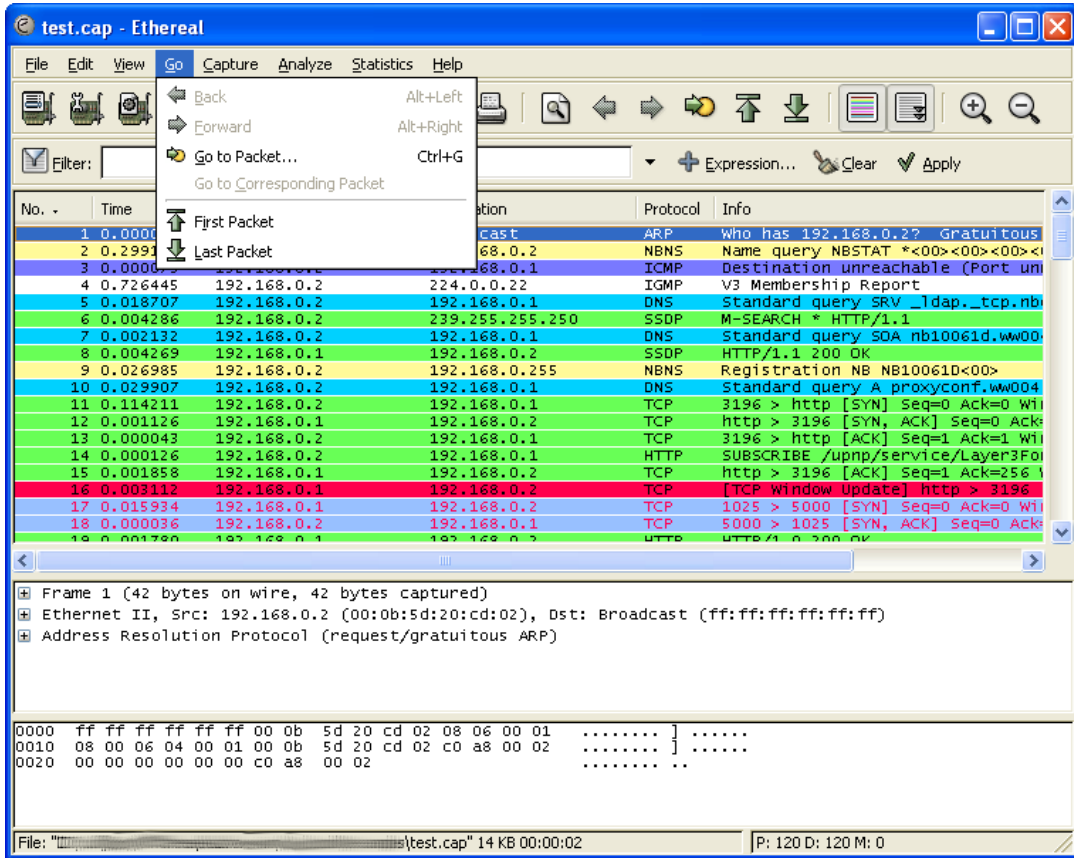 test.cap - Ethereal
File Edit View Go Capture Analyze Statistics Help
Back Alt+Left
Forward Alt+Right
Go to Packet... Ctrl+G
Go to Corresponding Packet
First Packet
Last Packet
Filter: Expression... Clear Apply
No. Time ation Protocol Info
1 0.0000 cast ARP Who has 192.168.0.2? Gratuitous
2 0.2991 68.0.2 NBNS Name query NBSTAT *<00><00><00><
3 192.168.0.1 ICMP Destination unreachable (Port un
4 0.726445 192.168.0.2 224.0.0.22 IGMP V3 Membership Report
5 0.018707 192.168.0.2 192.168.0.1 DNS Standard query SRV _ldap._tcp.nb
6 0.004286 192.168.0.2 239.255.255.250 SSDP M-SEARCH * HTTP/1.1
7 0.002132 192.168.0.2 192.168.0.1 DNS Standard query SOA nb10061d.ww00
8 0.004269 192.168.0.1 192.168.0.2 SSDP HTTP/1.1 200 OK
9 0.026985 192.168.0.2 192.168.0.255 NBNS Registration NB NB10061D<00>
10 0.029907 192.168.0.2 192.168.0.1 DNS Standard query A proxyconf.ww004
11 0.114211 192.168.0.2 192.168.0.1 TCP 3196 > http [SYN] Seq=0 Ack=0 Wi
12 0.001126 192.168.0.1 192.168.0.2 TCP http > 3196 [SYN, ACK] Seq=0 Ack=
13 0.000043 192.168.0.2 192.168.0.1 TCP 3196 > http [ACK] Seq=1 Ack=1 Wi
14 0.000126 192.168.0.2 192.168.0.1 HTTP SUBSCRIBE /upnp/service/Layer3Fo
15 0.001858 192.168.0.1 192.168.0.2 TCP http > 3196 [ACK] Seq=1 Ack=256
16 0.003112 192.168.0.1 192.168.0.2 TCP [TCP Window Update] http > 3196
17 0.015934 192.168.0.1 192.168.0.2 TCP 1025 > 5000 [SYN] Seq=0 Ack=0 Wi
18 0.000036 192.168.0.2 192.168.0.1 TCP 5000 > 1025 [SYN, ACK] Seq=0 Ack=
19 0.001780 192.168.0.1 192.168.0.2 HTTP HTTP/1.0 200 OK
Frame 1 (42 bytes on wire, 42 bytes captured)
Ethernet II, Src: 192.168.0.2 (00:0b:5d:20:cd:02), Dst: Broadcast (ff:ff:ff:ff:ff:ff)
Address Resolution Protocol (request/gratuitous ARP)
0000 ff ff ff ff ff ff 00 0b 5d 20 cd 02 08 06 00 01 ........ ] ......
0010 08 00 06 04 00 01 00 0b 5d 20 cd 02 c0 a8 00 02 ........ ] ......
0020 00 00 00 00 00 00 c0 a8 00 02 ........ ..
File: " s\test.cap" 14 KB 00:00:02 P: 120 D: 120 M: 0